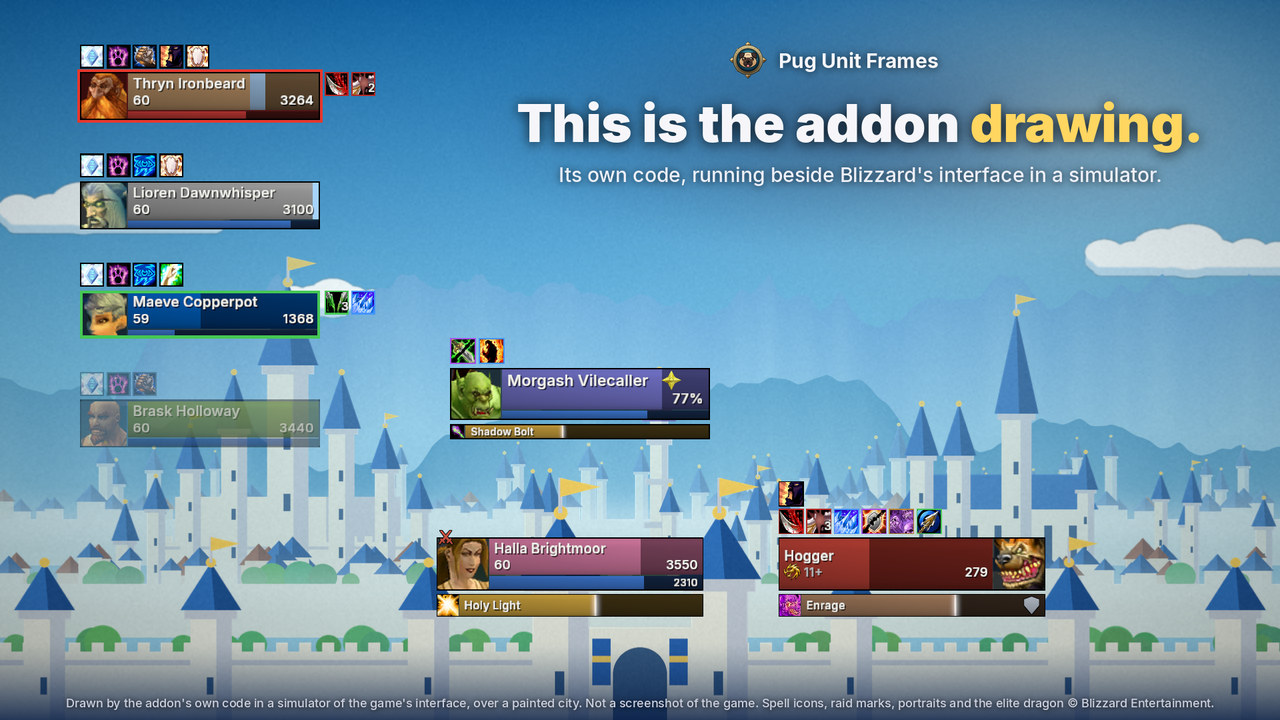 Pug Unit Frames
This is the addon drawing.
Its own code, running beside Blizzard's interface in a simulator.
Thryn Ironbeard
60 3264
2
Lioren Dawnwhisper
60 3100
Maeve Copperpot
59 1368
3
Brask Holloway
60 3440
Morgash Vilecaller
77%
Shadow Bolt
Halla Brightmoor
60 3550
2310
Holy Light
3
Hogger
11+ 279
Enrage
Drawn by the addon's own code in a simulator of the game's interface, over a painted city. Not a screenshot of the game. Spell icons, raid marks, portraits and the elite dragon © Blizzard Entertainment.